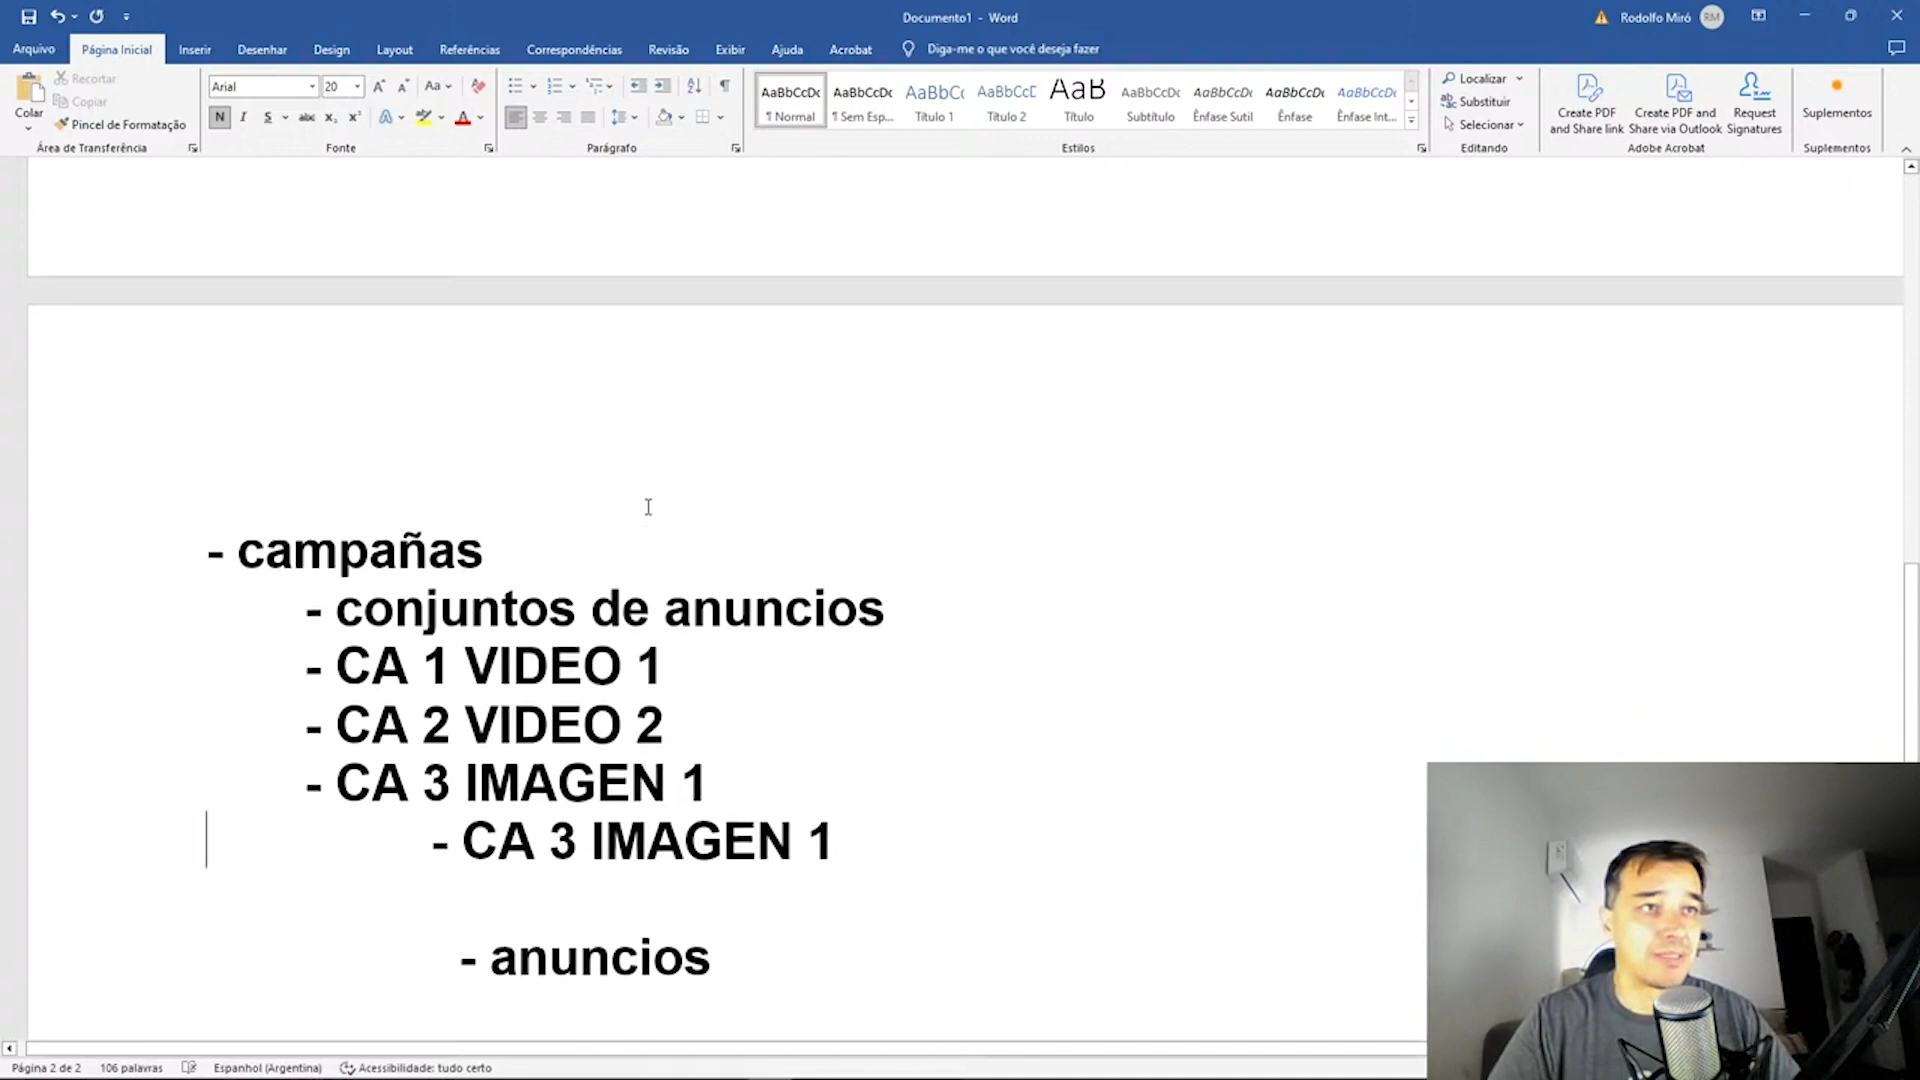 Documento1 - Word
Rodolfo Miró RM
Arquivo Página Inicial Inserir Desenhar Design Layout Referências Correspondências Revisão Exibir Ajuda Acrobat Diga-me o que você deseja fazer
Colar
Recortar
Copiar
Pincel de Formatação
Área de Transferência
Arial 20
Fonte
Parágrafo
AaBbCcDc AaBbCcDc AaBbCc AaBbCcD AaB AaBbCcDc AaBbCcDc AaBbCcDc AaBbCcDc
¶ Normal ¶ Sem Esp... Título 1 Título 2 Título Subtítulo Ênfase Sutil Ênfase Ênfase Int...
Estilos
Localizar
Substituir
Selecionar
Editando
Create PDF and Share link
Create PDF and Share via Outlook
Request Signatures
Adobe Acrobat
Suplementos
Suplementos
- campañas
- conjuntos de anuncios
- CA 1 VIDEO 1
- CA 2 VIDEO 2
- CA 3 IMAGEN 1
- CA 3 IMAGEN 1
- anuncios
Página 2 de 2 106 palavras Espanhol (Argentina) Acessibilidade: tudo certo